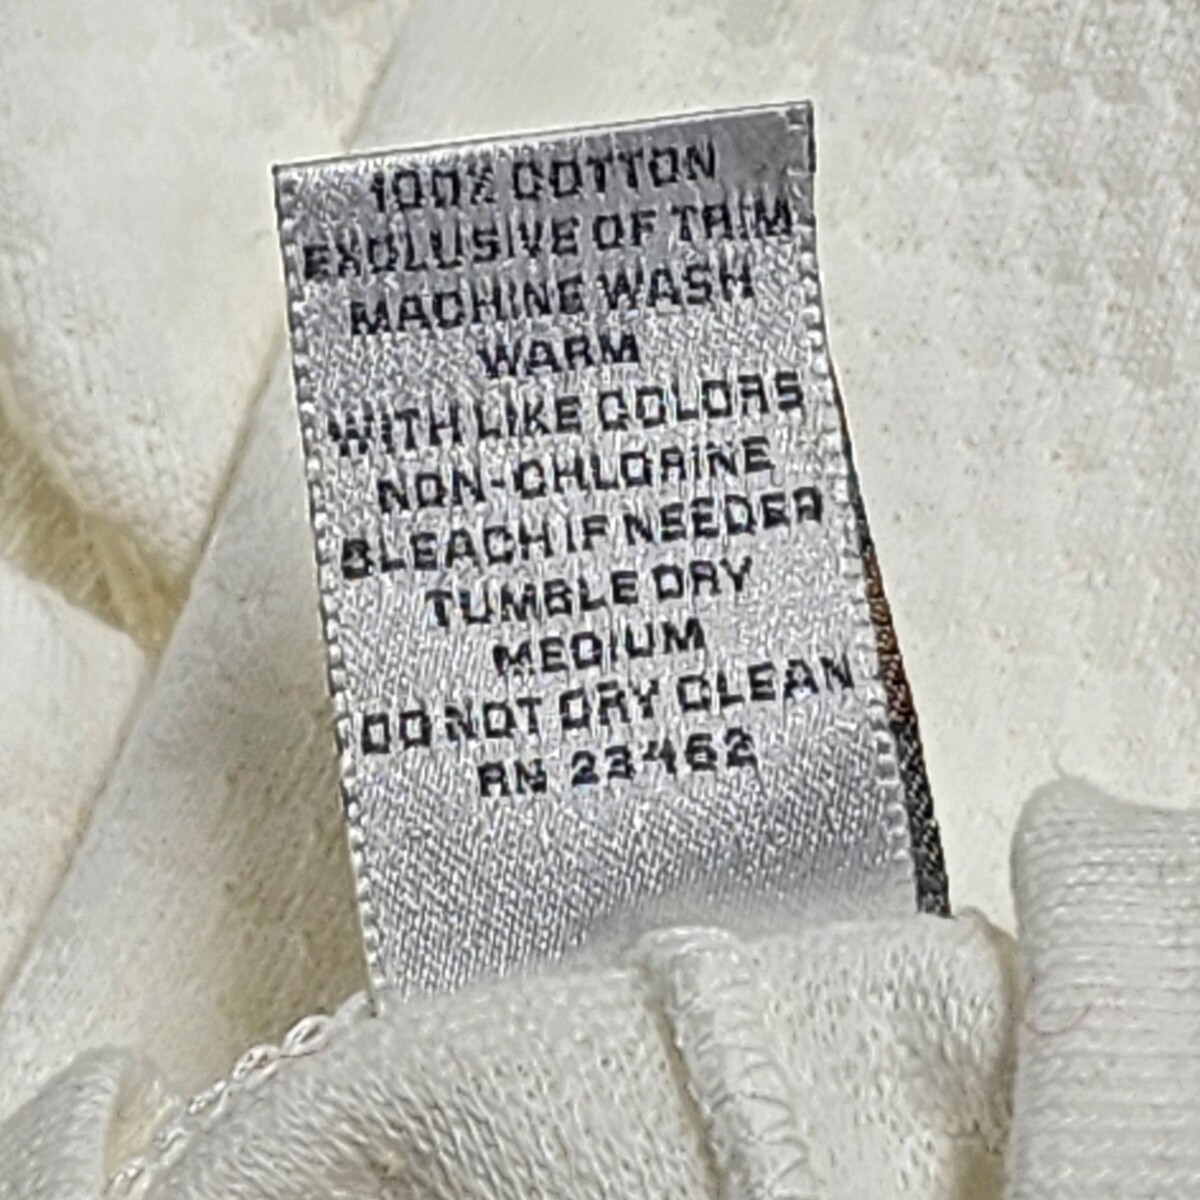 100% COTTON
EXCLUSIVE OF TRIM
MACHINE WASH
WARM
WITH LIKE COLORS
NON-CHLORINE
BLEACH IF NEEDED
TUMBLE DRY
MEDIUM
DO NOT DRY CLEAN
RN 23462